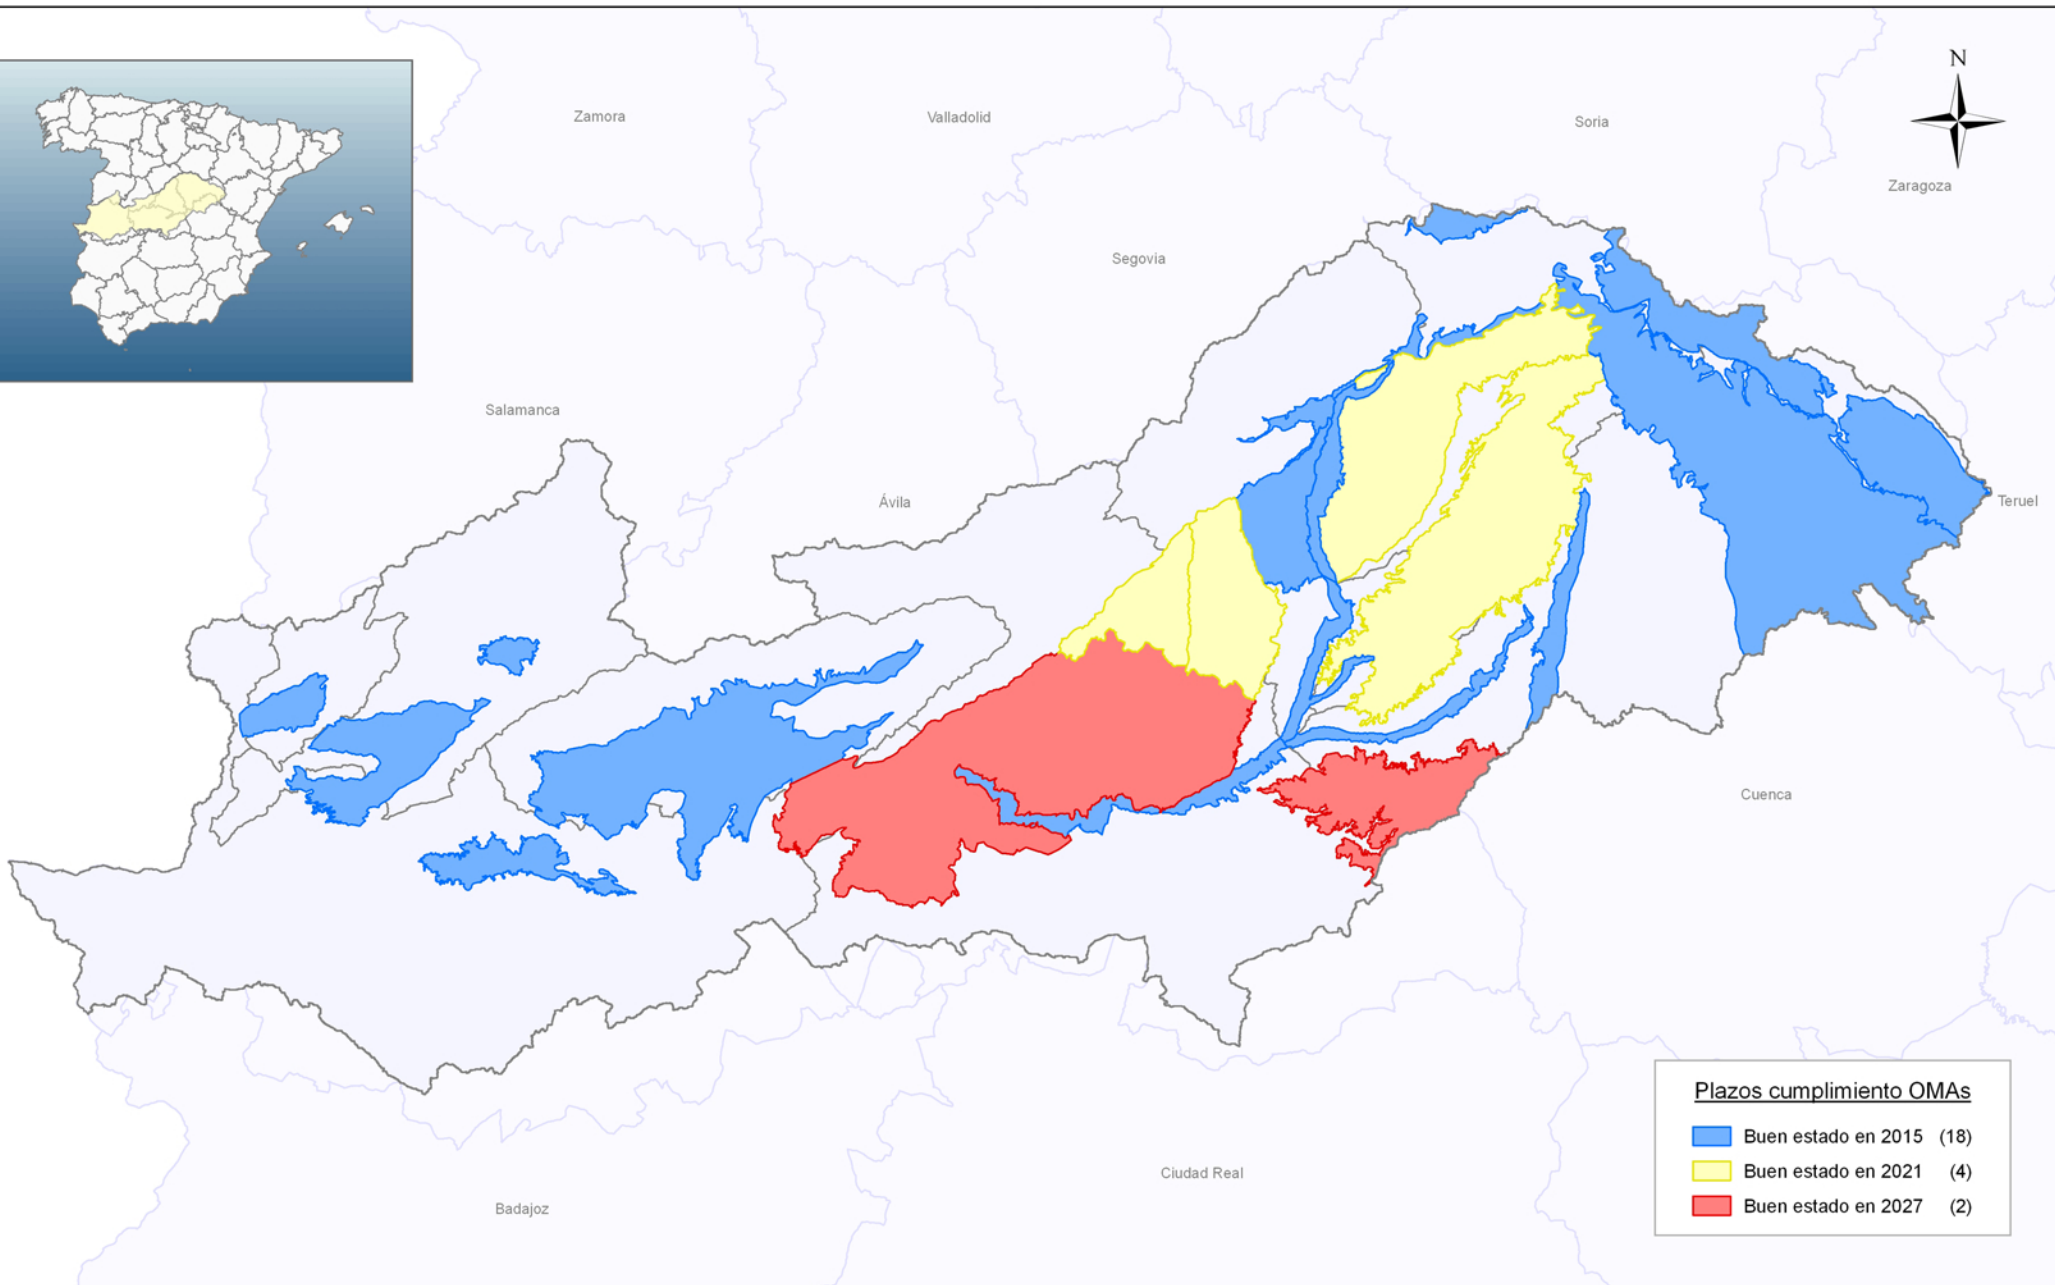 N
Zamora
Valladolid
Soria
Zaragoza
Segovia
Salamanca
Ávila
Teruel
Cuenca
Ciudad Real
Badajoz
Plazos cumplimiento OMAs
Buen estado en 2015 (18)
Buen estado en 2021 (4)
Buen estado en 2027 (2)